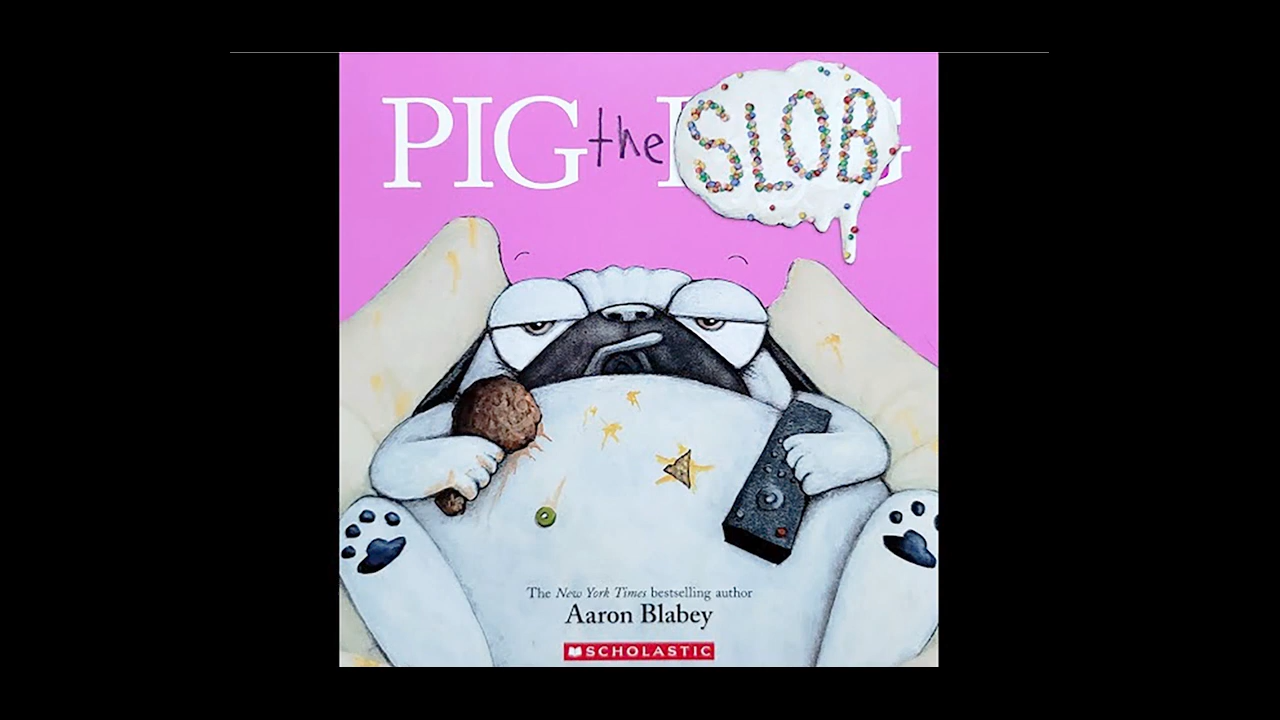 PIG the SLOB
The New York Times bestselling author
Aaron Blabey
SCHOLASTIC